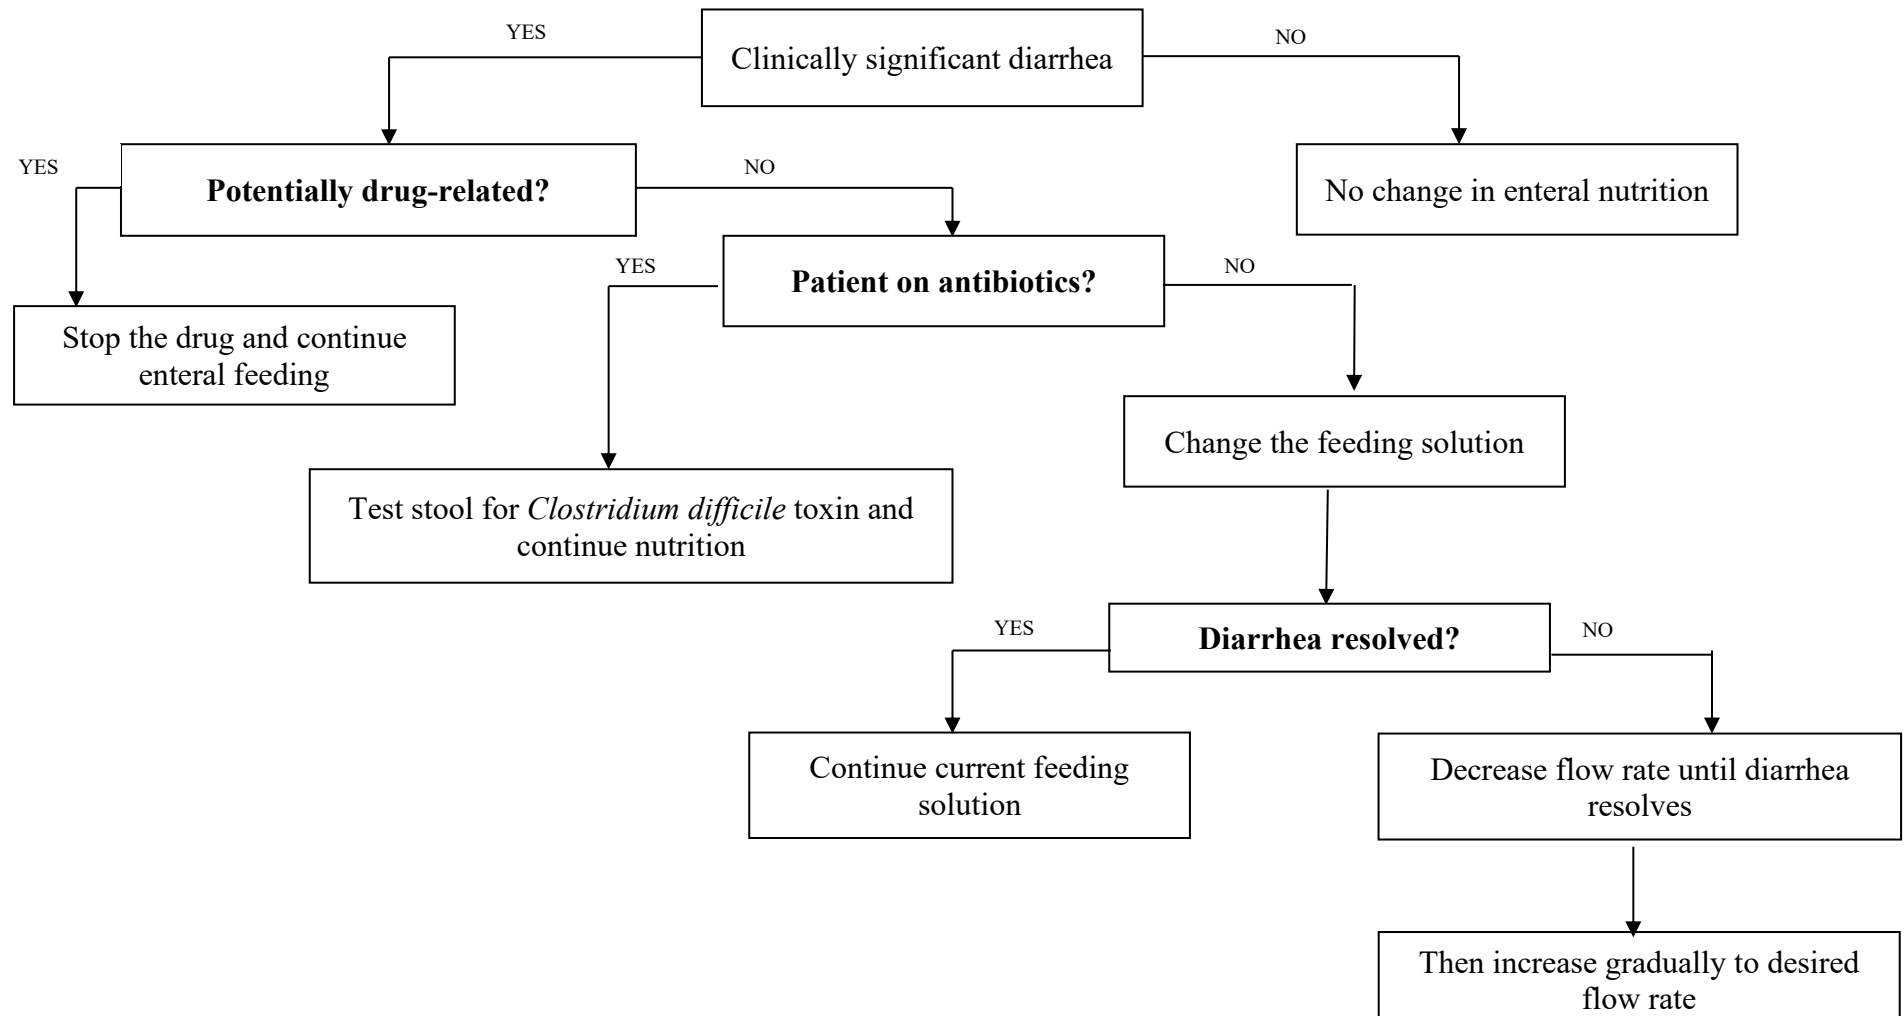 YES
Clinically significant diarrhea
NO
YES
Potentially drug-related?
NO
No change in enteral nutrition
YES
Patient on antibiotics?
NO
Stop the drug and continue
enteral feeding
Change the feeding solution
Test stool for Clostridium difficile toxin and
continue nutrition
YES
Diarrhea resolved?
NO
Continue current feeding
solution
Decrease flow rate until diarrhea
resolves
Then increase gradually to desired
flow rate